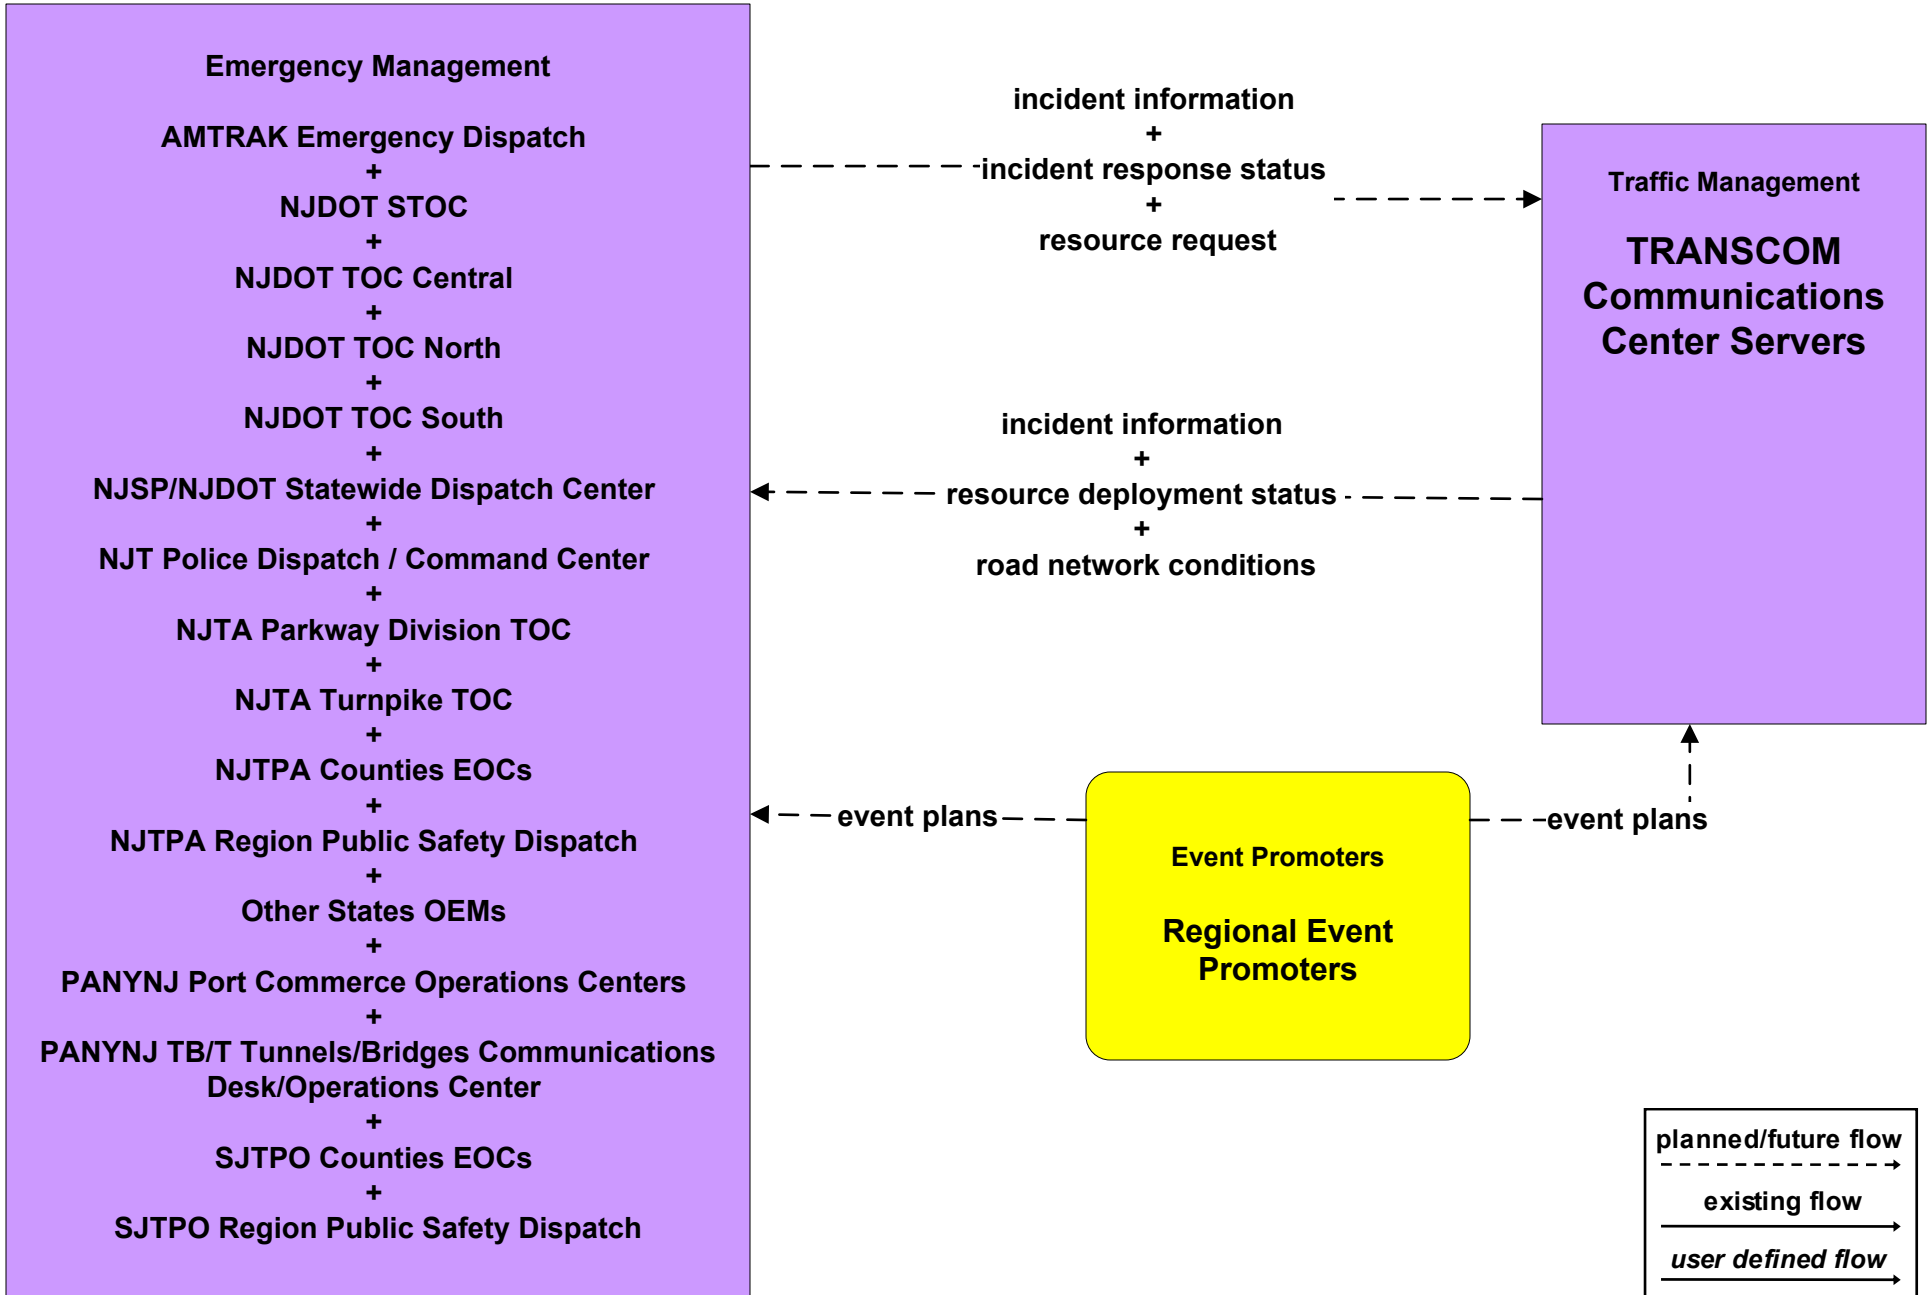 Emergency Management
AMTRAK Emergency Dispatch
+
NJDOT STOC
+
NJDOT TOC Central
+
NJDOT TOC North
+
NJDOT TOC South
+
NJSP/NJDOT Statewide Dispatch Center
+
NJT Police Dispatch / Command Center
+
NJTA Parkway Division TOC
+
NJTA Turnpike TOC
+
NJTPA Counties EOCs
+
NJTPA Region Public Safety Dispatch
+
Other States OEMs
+
PANYNJ Port Commerce Operations Centers
+
PANYNJ TB/T Tunnels/Bridges Communications
Desk/Operations Center
+
SJTPO Counties EOCs
+
SJTPO Region Public Safety Dispatch
incident information
+
incident response status
+
resource request
incident information
+
resource deployment status
+
road network conditions
Traffic Management
TRANSCOM
Communications
Center Servers
event plans
Event Promoters
Regional Event
Promoters
event plans
planned/future flow
existing flow
user defined flow